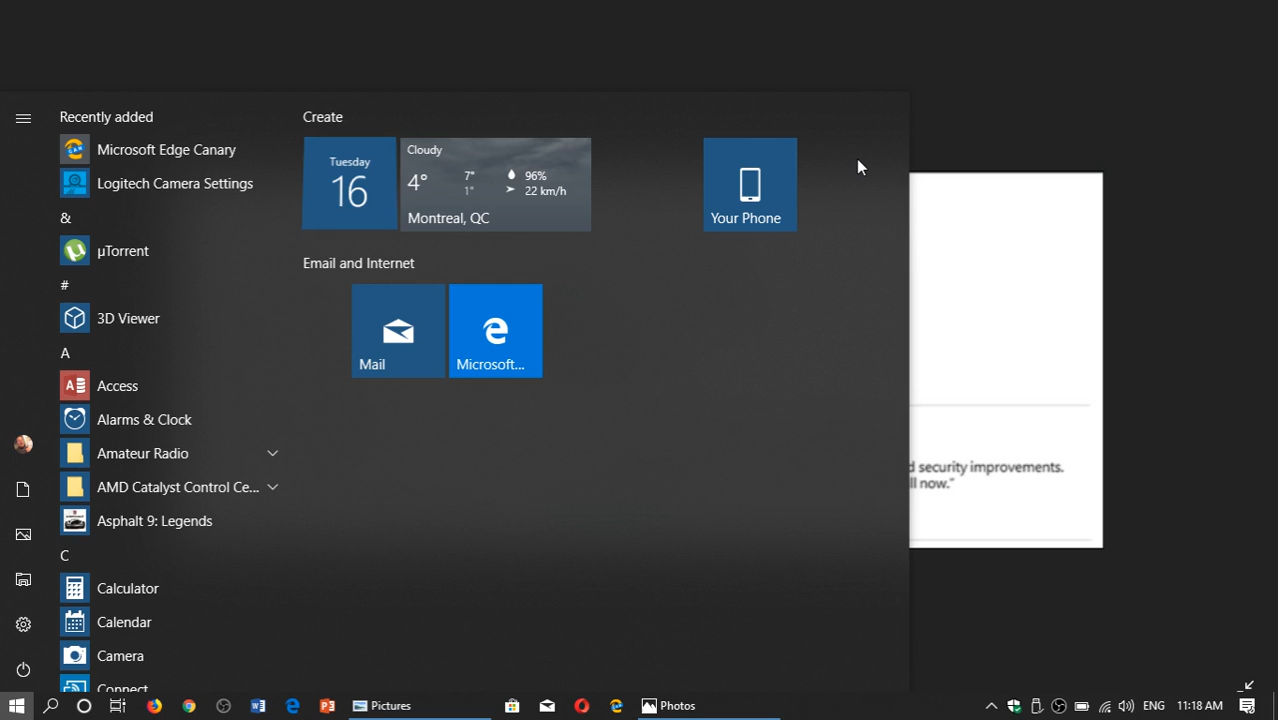 Recently added
Microsoft Edge Canary
Logitech Camera Settings
&
µTorrent
#
3D Viewer
A
Access
Alarms & Clock
Amateur Radio
AMD Catalyst Control Ce...
Asphalt 9: Legends
C
Calculator
Calendar
Camera
Connect
Create
Tuesday
16
Cloudy
4°
7°
1°
96%
22 km/h
Montreal, QC
Your Phone
Email and Internet
Mail
Microsoft...
d security improvements.
ll now.”
Pictures
Photos
ENG
11:18 AM